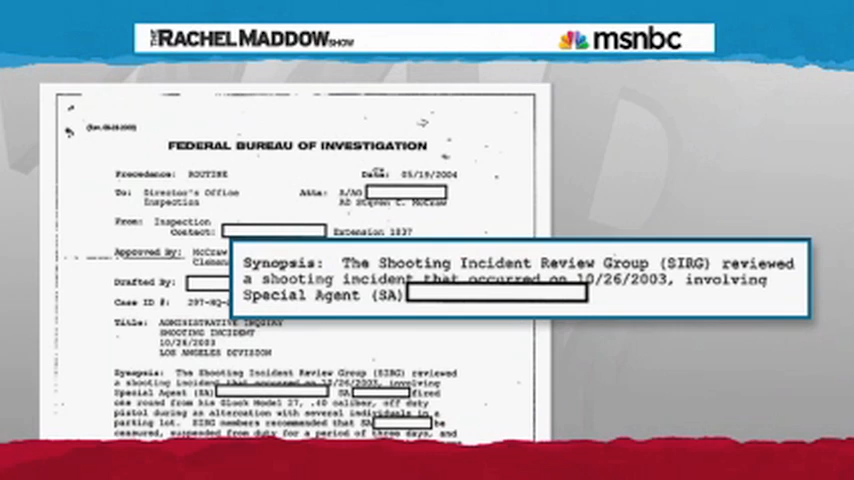 THE RACHEL MADDOW SHOW
msnbc
(Rev. 08-28-2000)
FEDERAL BUREAU OF INVESTIGATION
Precedence: ROUTINE Date: 05/19/2004
To: Director's Office Attn: A/AD
Inspection AD Steven C. McCraw
From: Inspection
Contact: Extension 1837
Approved By: McCraw
Drafted By:
Case ID #: 297-HQ-
Title: ADMINISTRATIVE INQUIRY
SHOOTING INCIDENT
10/26/2003
LOS ANGELES DIVISION
Synopsis: The Shooting Incident Review Group (SIRG) reviewed
a shooting incident that occurred on 10/26/2003, involving
Special Agent (SA)
Synopsis: The Shooting Incident Review Group (SIRG) reviewed
a shooting incident that occurred on 10/26/2003, involving
Special Agent (SA) SA fired
one round from his Glock Model 27, .40 caliber, off duty
pistol during an altercation with several individuals in a
parking lot. SIRG members recommended that SA be
censured, suspended from duty for a period of three days, and